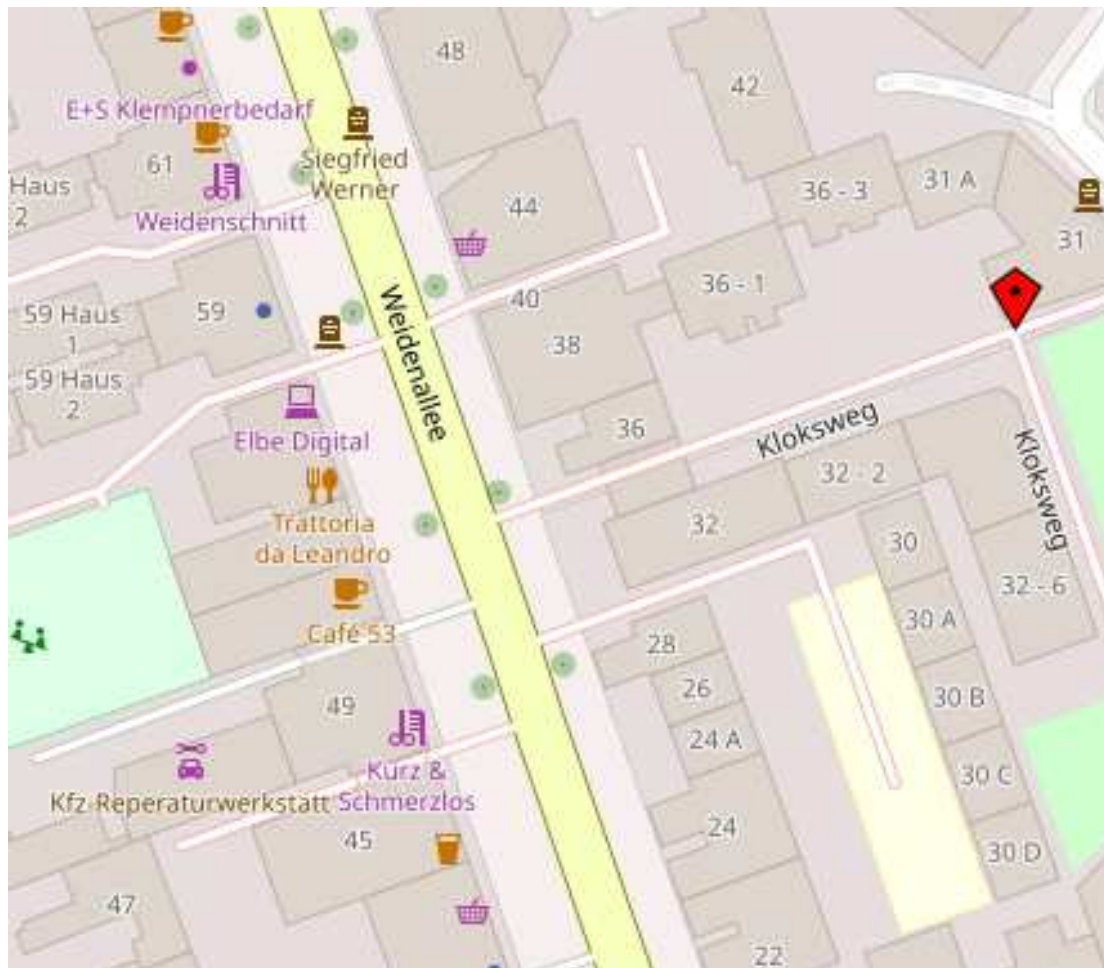 48
42
E+S Klempnerbedarf
Siegfried
Werner
61
Haus
2
Weidenschnitt
44
36 - 3
31 A
31
36 - 1
40
59
59 Haus
1
38
Weidenallee
59 Haus
2
Elbe Digital
36
Kloksweg
32 - 2
Kloksweg
Trattoria
da Leandro
32
30
32 - 6
Café 53
30 A
28
26
30 B
49
24 A
Kurz &
Schmerzlos
30 C
Kfz-Reperaturwerkstatt
24
45
30 D
47
22